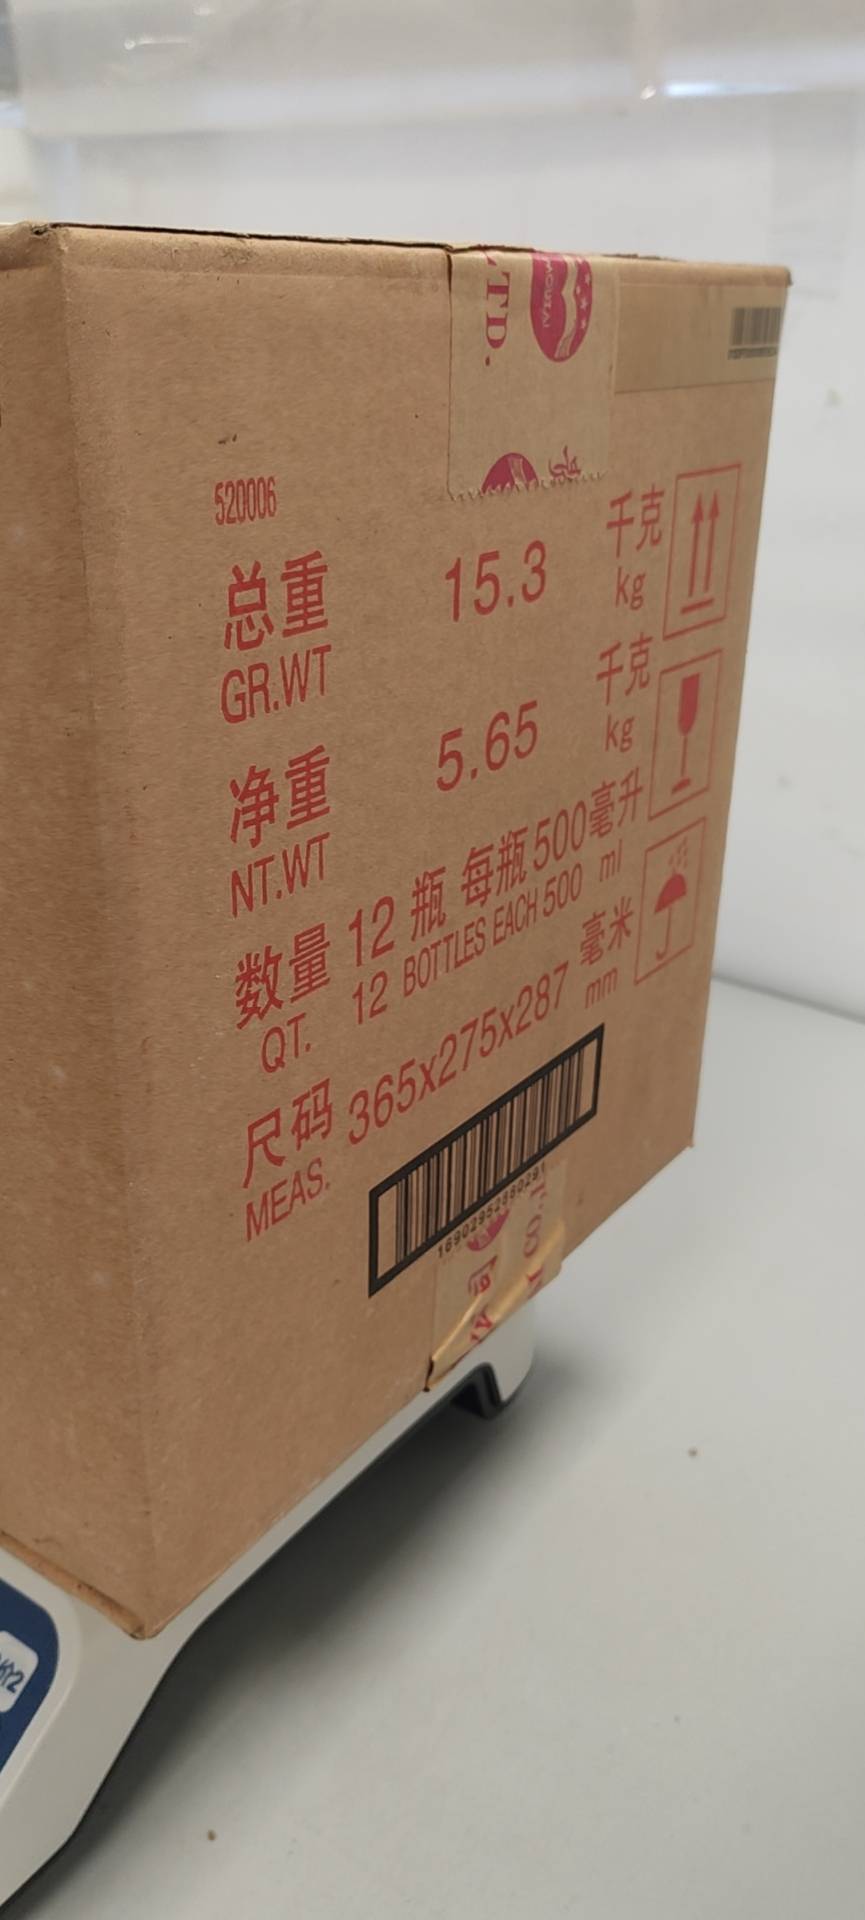 LTD.
MOUTAI
520006
总重 15.3 千克
GR.WT kg
净重 5.65 千克
NT.WT kg
数量 12 瓶 每瓶 500 毫升
QT. 12 BOTTLES EACH 500 ml
尺码 365x275x287 毫米
MEAS. mm